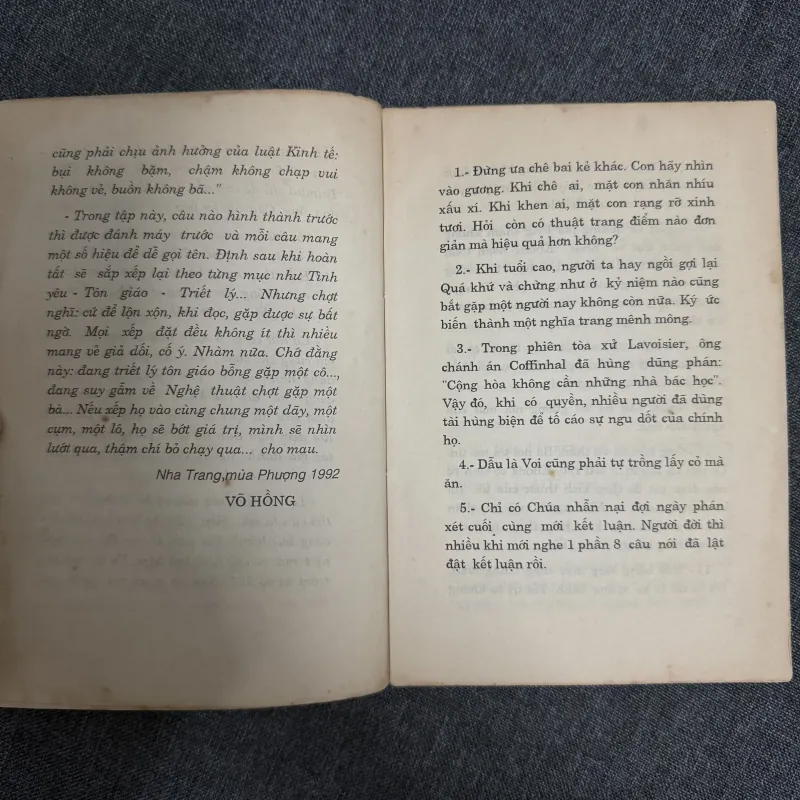 cũng phải chịu ảnh hưởng của luật Kinh tế:
bụi không bặm, chậm không chạp vui
không vẻ, buồn không bã..."
- Trong tập này, câu nào hình thành trước
thì được đánh máy trước và mỗi câu mang
một số hiệu để dễ gọi tên. Định sau khi hoàn
tất sẽ sắp xếp lại theo từng mục như Tình
yêu - Tôn giáo - Triết lý... Nhưng chợt
nghĩ: cứ để lộn xộn, khi đọc, gặp được sự bất
ngờ. Mọi xếp đặt đều không ít thì nhiều
mang vẻ giả dối, cố ý. Nhàm nữa. Chớ đằng
này: đang triết lý tôn giáo bỗng gặp một cô...,
đang suy gẫm về Nghệ thuật chợt gặp một
bà... Nếu xếp họ vào cùng chung một dãy, một
cụm, một lô, họ sẽ bớt giá trị, mình sẽ nhìn
lướt qua, thậm chí bỏ chạy qua... cho mau.
Nha Trang,mùa Phượng 1992
VÕ HỒNG
1.- Đừng ưa chê bai kẻ khác. Con hãy nhìn
vào gương. Khi chê ai, mặt con nhăn nhíu
xấu xí. Khi khen ai, mặt con rạng rỡ xinh
tươi. Hỏi còn có thuật trang điểm nào đơn
giản mà hiệu quả hơn không?
2.- Khi tuổi cao, người ta hay ngồi gợi lại
Quá khứ và chừng như ở kỷ niệm nào cũng
bắt gặp một người nay không còn nữa. Ký ức
biến thành một nghĩa trang mênh mông.
3.- Trong phiên tòa xử Lavoisier, ông
chánh án Coffinhal đã hùng dũng phán:
"Cộng hòa không cần những nhà bác học".
Vậy đó, khi có quyền, nhiều người đã dùng
tài hùng biện để tố cáo sự ngu dốt của chính
họ.
4.- Dẫu là Voi cũng phải tự trồng lấy cỏ mà
ăn.
5.- Chỉ có Chúa nhẫn nại đợi ngày phán
xét cuối cùng mới kết luận. Người đời thì
nhiều khi mới nghe 1 phần 8 câu nói đã lật
đật kết luận rồi.